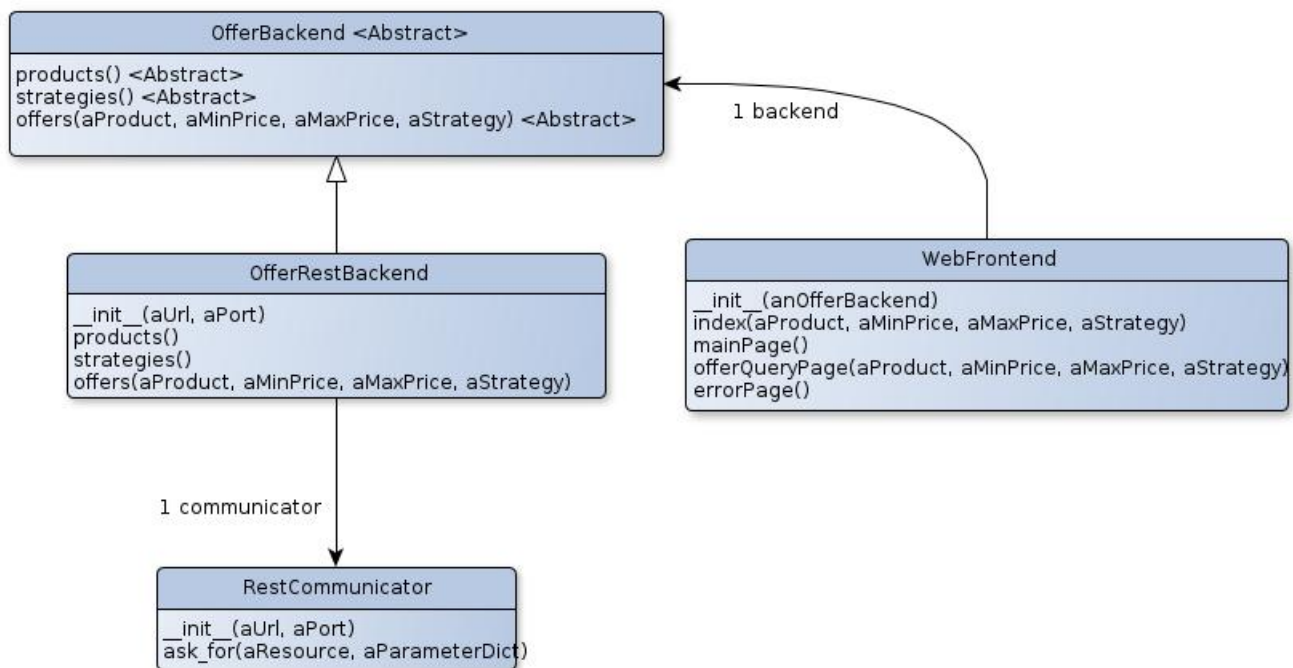 OfferBackend <Abstract>
products() <Abstract>
strategies() <Abstract>
offers(aProduct, aMinPrice, aMaxPrice, aStrategy) <Abstract>
1 backend
OfferRestBackend
__init__(aUrl, aPort)
products()
strategies()
offers(aProduct, aMinPrice, aMaxPrice, aStrategy)
WebFrontend
__init__(anOfferBackend)
index(aProduct, aMinPrice, aMaxPrice, aStrategy)
mainPage()
offerQueryPage(aProduct, aMinPrice, aMaxPrice, aStrategy)
errorPage()
1 communicator
RestCommunicator
__init__(aUrl, aPort)
ask_for(aResource, aParameterDict)